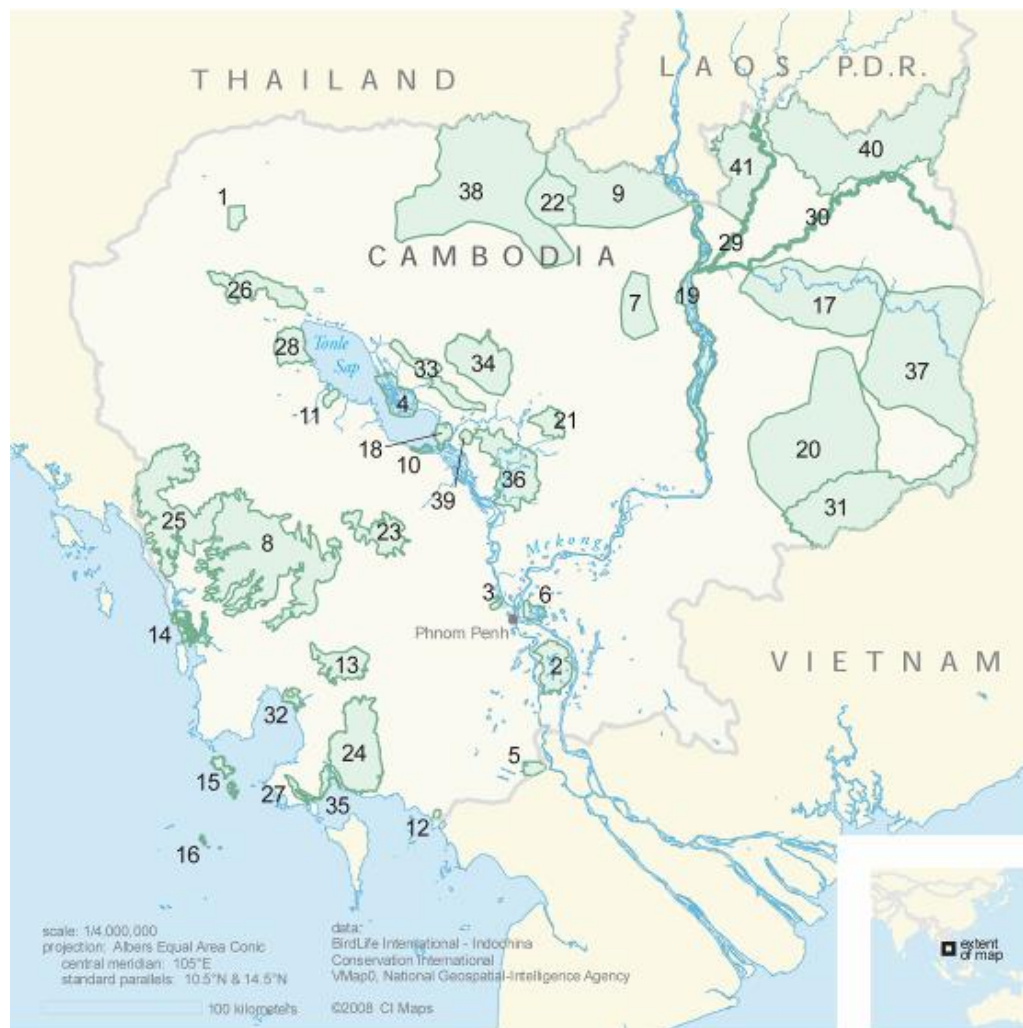 THAILAND
LAOS P.D.R.
40
41
38
1
22
9
30
CAMBODIA
29
26
7
19
17
28
Tonle
Sap
33
34
37
11
4
21
18
10
20
39
36
31
25
8
23
Mekong
3
6
14
Phnom Penh
13
2
VIETNAM
32
24
5
15
27
35
12
16
scale: 1/4,000,000
projection: Albers Equal Area Conic
central meridian: 105°E
standard parallels: 10.5°N & 14.5°N
100 kilometers
data:
BirdLife International - Indochina
Conservation International
VMap0, National Geospatial-Intelligence Agency
©2008 CI Maps
extent
of map